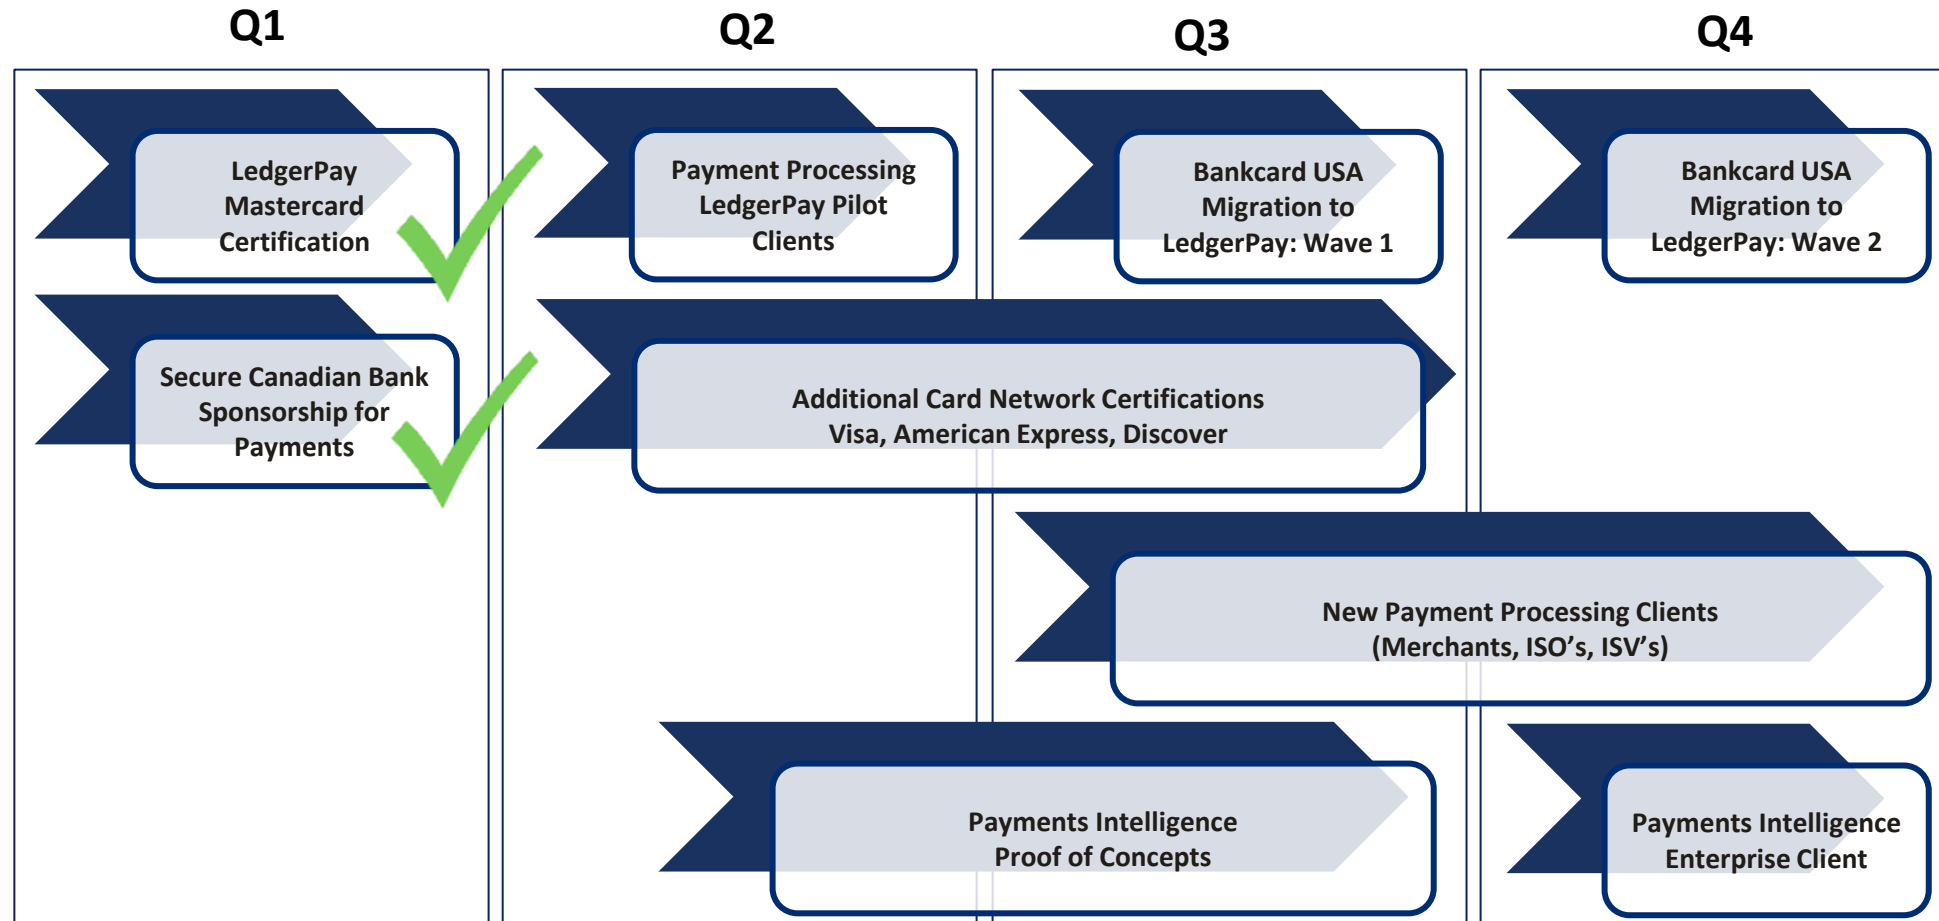 Q1
Q2
Q3
Q4
LedgerPay
Mastercard
Certification
Payment Processing
LedgerPay Pilot
Clients
Bankcard USA
Migration to
LedgerPay: Wave 1
Bankcard USA
Migration to
LedgerPay: Wave 2
Secure Canadian Bank
Sponsorship for
Payments
Additional Card Network Certifications
Visa, American Express, Discover
New Payment Processing Clients
(Merchants, ISO’s, ISV’s)
Payments Intelligence
Proof of Concepts
Payments Intelligence
Enterprise Client